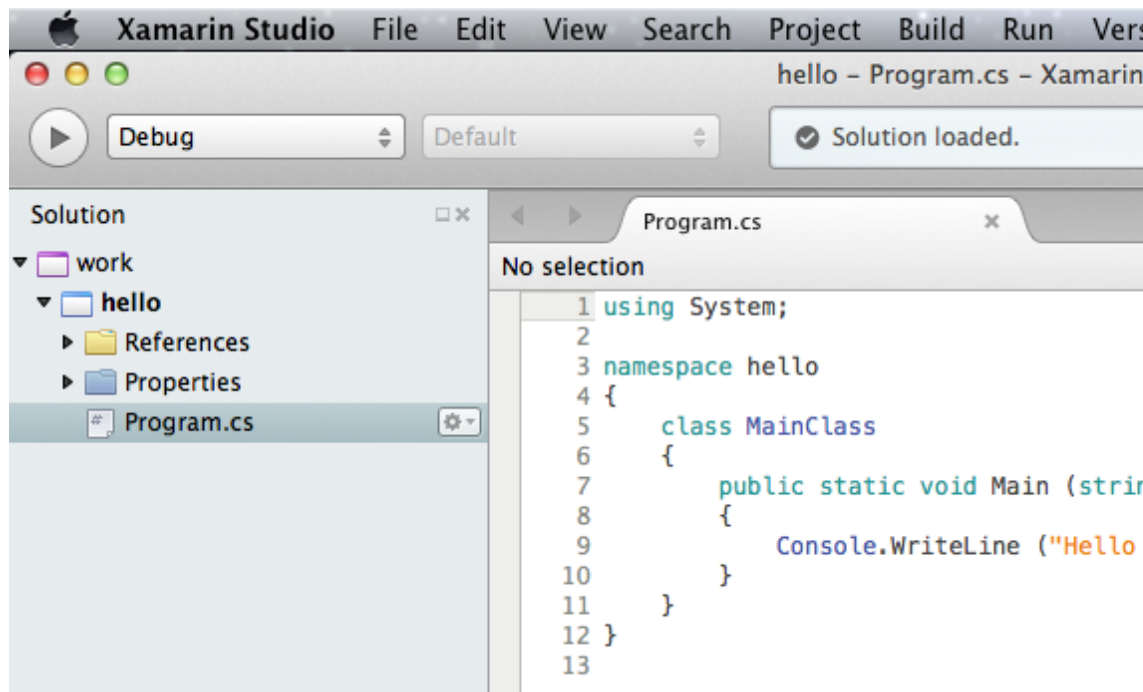 Xamarin Studio File Edit View Search Project Build Run Vers
hello – Program.cs – Xamarin
Debug Default Solution loaded.
Solution
work
hello
References
Properties
Program.cs
Program.cs
No selection
1 using System;
2
3 namespace hello
4 {
5 class MainClass
6 {
7 public static void Main (strin
8 {
9 Console.WriteLine ("Hello
10 }
11 }
12 }
13